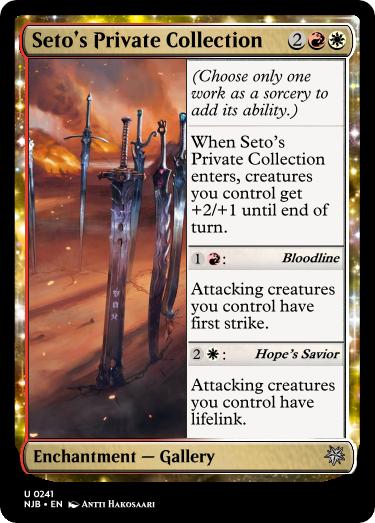 Seto's Private Collection 2
(Choose only one
work as a sorcery to
add its ability.)
When Seto's
Private Collection
enters, creatures
you control get
+2/+1 until end of
turn.
1 : Bloodline
Attacking creatures
you control have
first strike.
2 : Hope's Savior
Attacking creatures
you control have
lifelink.
Enchantment — Gallery
U 0241
NJB • EN Antti Hakosaari